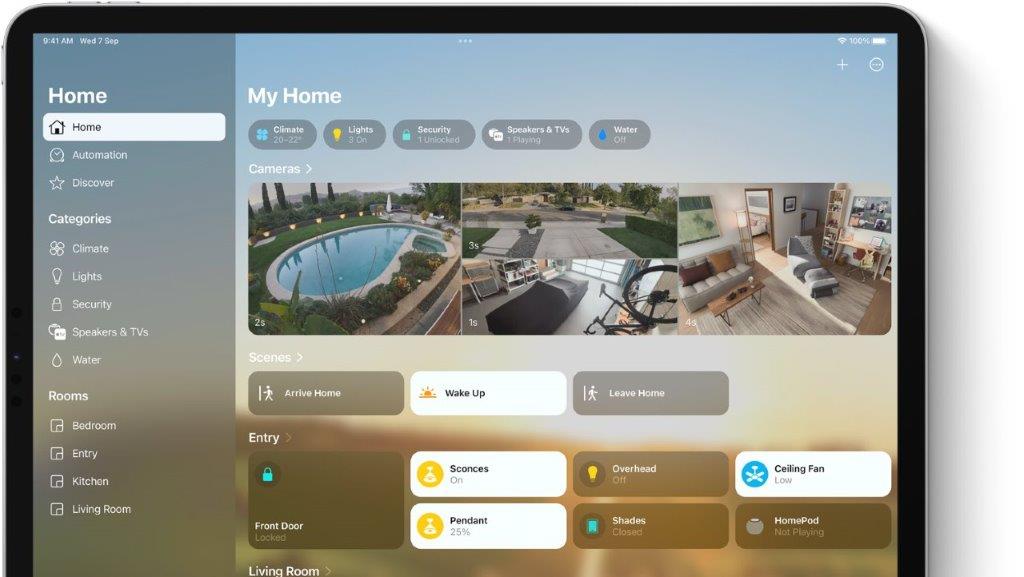 9:41 AM Wed 7 Sep
100%
Home
Home
Automation
Discover
Categories
Climate
Lights
Security
Speakers & TVs
Water
Rooms
Bedroom
Entry
Kitchen
Living Room
My Home
Climate
20–22°
Lights
3 On
Security
1 Unlocked
Speakers & TVs
1 Playing
Water
Off
Cameras
2s
3s
1s
4s
Scenes
Arrive Home
Wake Up
Leave Home
Entry
Front Door
Locked
Sconces
On
Overhead
Off
Ceiling Fan
Low
Pendant
25%
Shades
Closed
HomePod
Not Playing
Living Room